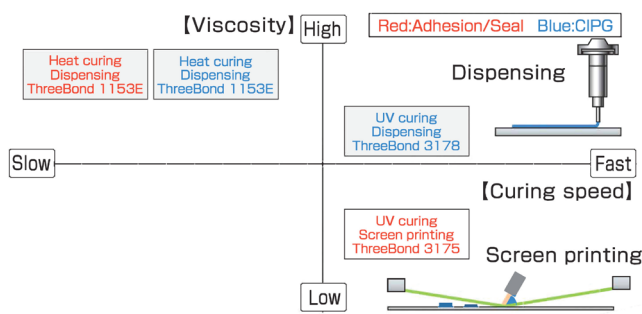 【Viscosity】
High
Red:Adhesion/Seal Blue:CIPG
Heat curing
Dispensing
ThreeBond 1153E
Heat curing
Dispensing
ThreeBond 1153E
Dispensing
UV curing
Dispensing
ThreeBond 3178
Slow
Fast
【Curing speed】
UV curing
Screen printing
ThreeBond 3175
Screen printing
Low